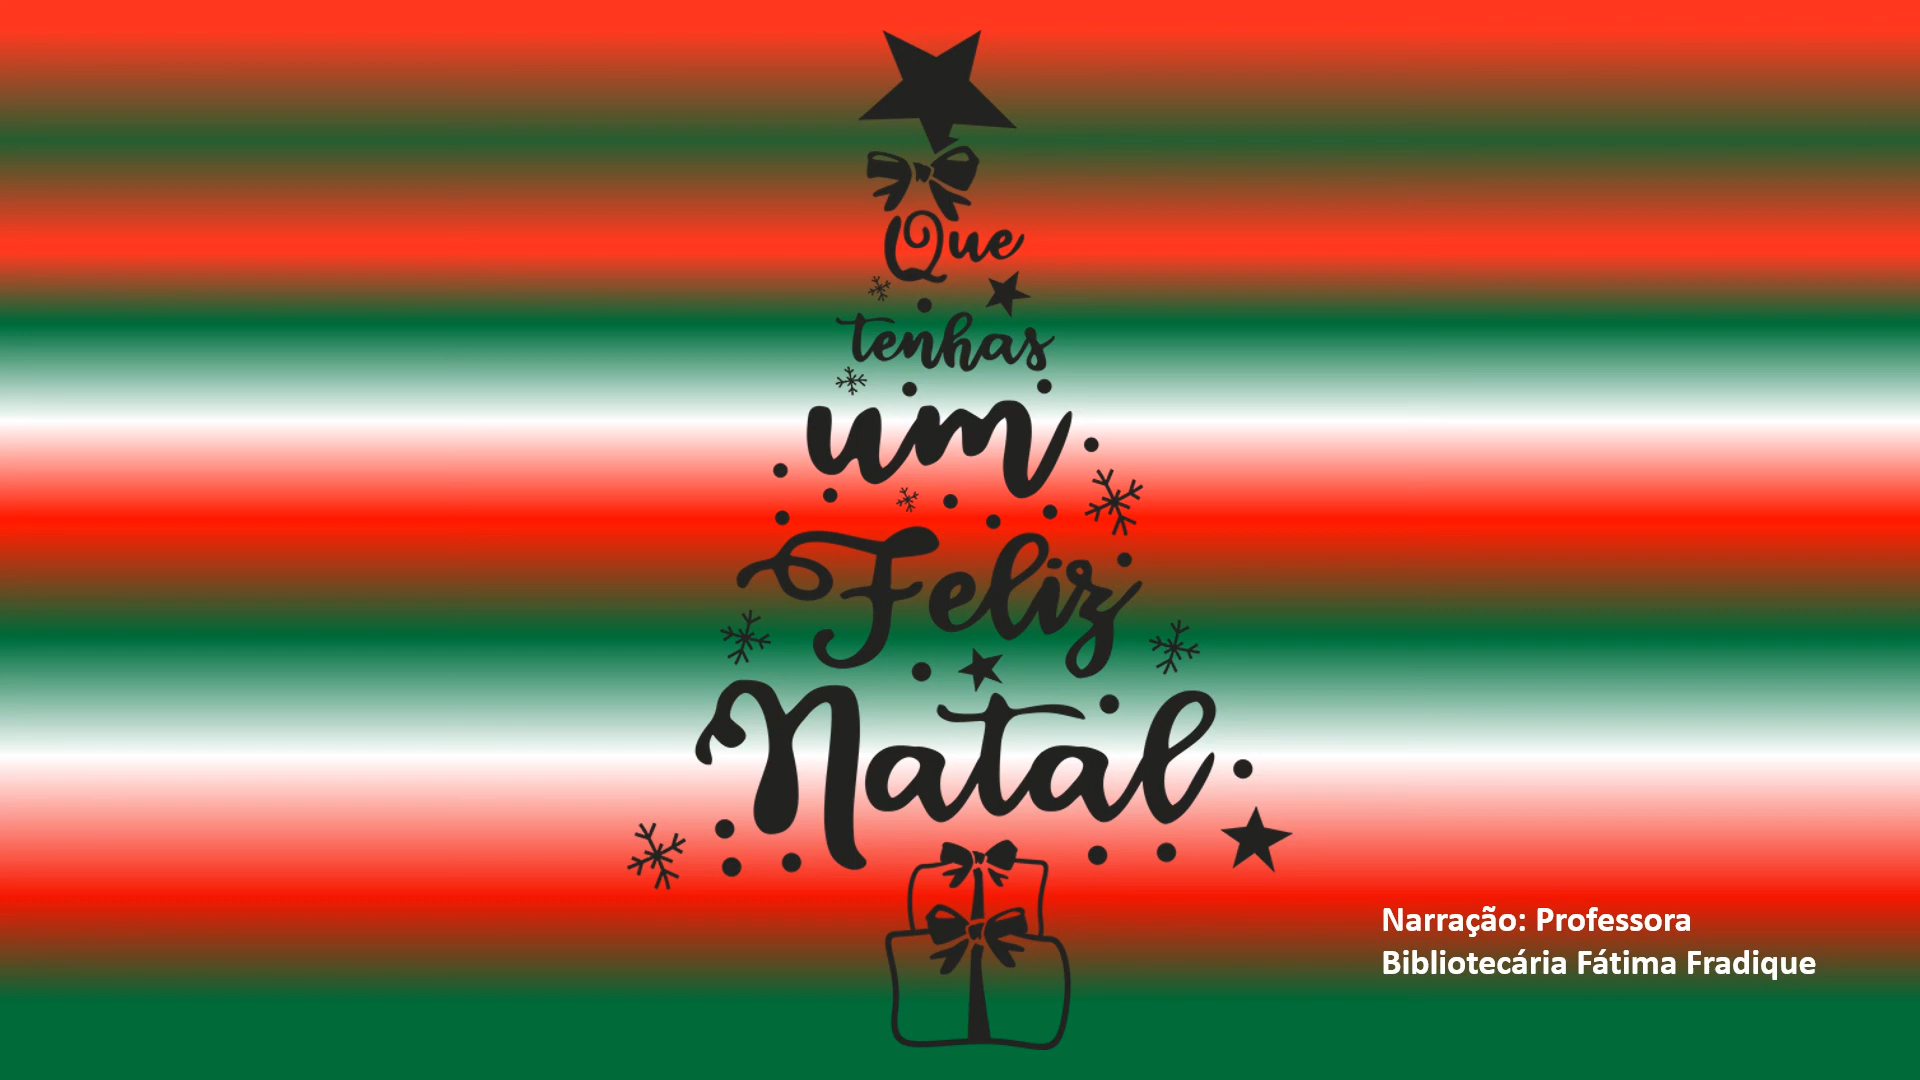 Que
tenhas
um
Feliz
Natal
Narração: Professora
Bibliotecária Fátima Fradique